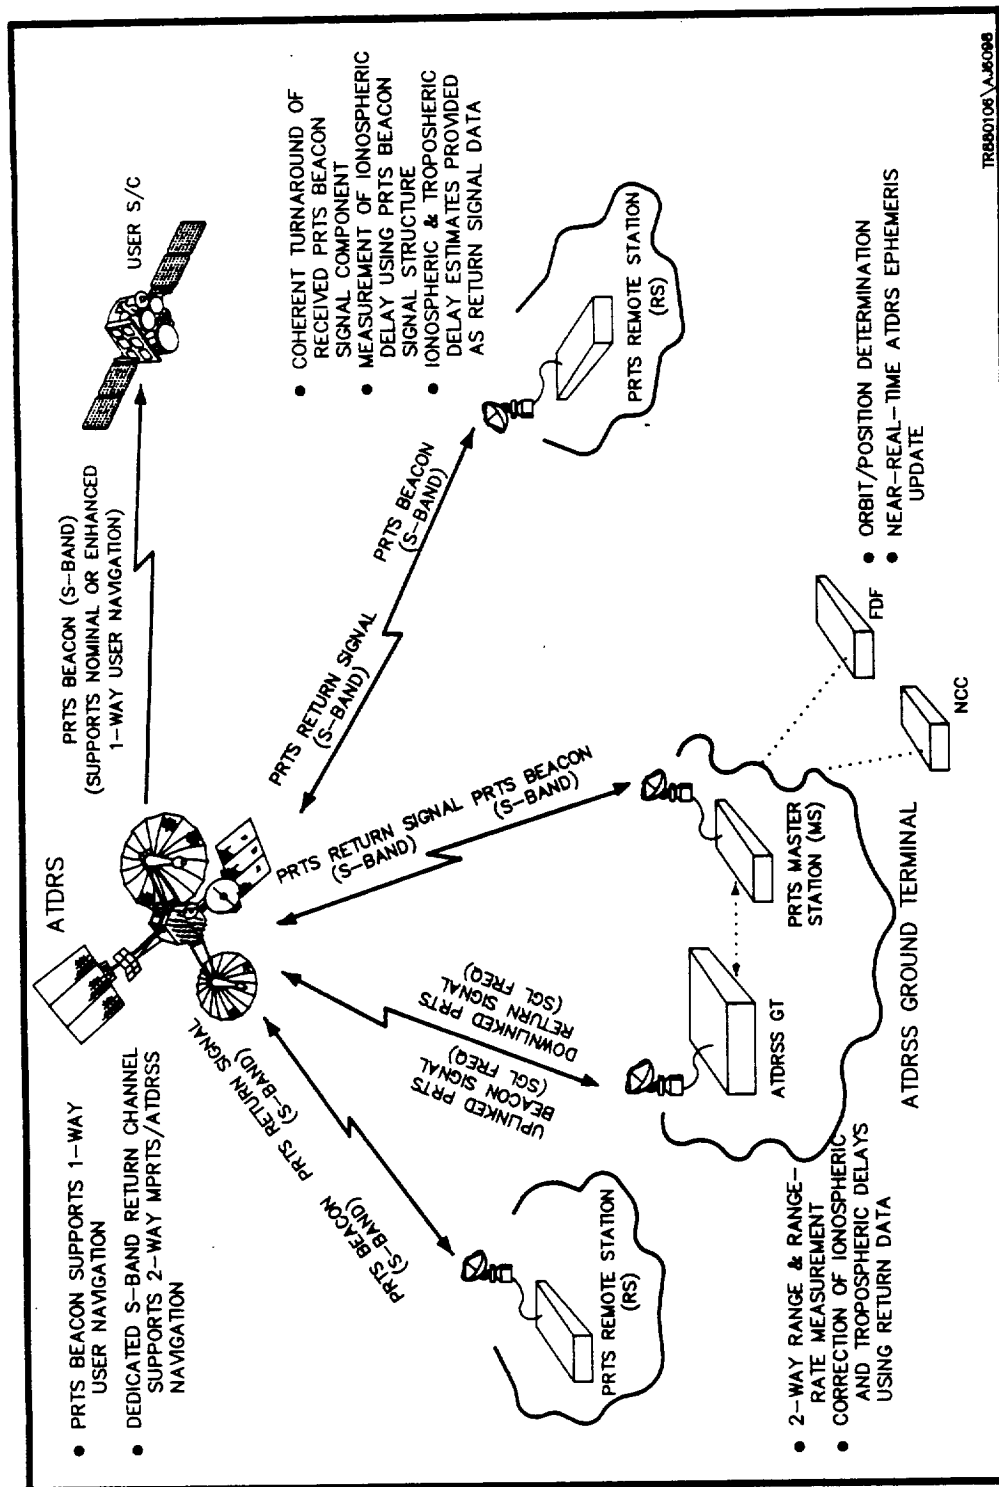 ATDRS
• PRTS BEACON SUPPORTS 1-WAY
USER NAVIGATION
• DEDICATED S-BAND RETURN CHANNEL
SUPPORTS 2-WAY MPRTS/ATDRSS
NAVIGATION
PRTS BEACON (S-BAND)
(SUPPORTS NOMINAL OR ENHANCED
1-WAY USER NAVIGATION)
USER S/C
• COHERENT TURNAROUND OF
RECEIVED PRTS BEACON
SIGNAL COMPONENT
• MEASUREMENT OF IONOSPHERIC
DELAY USING PRTS BEACON
SIGNAL STRUCTURE
• IONOSPHERIC & TROPOSHERIC
DELAY ESTIMATES PROVIDED
AS RETURN SIGNAL DATA
PRTS BEACON
(S-BAND)
PRTS RETURN SIGNAL
(S-BAND)
UPLINKED PRTS
BEACON SIGNAL
(SGL FREQ)
DOWNLINKED PRTS
RETURN SIGNAL
(SGL FREQ)
PRTS RETURN SIGNAL
(S-BAND)
PRTS BEACON
(S-BAND)
PRTS RETURN SIGNAL
(S-BAND)
PRTS BEACON
(S-BAND)
PRTS REMOTE STATION
(RS)
PRTS REMOTE STATION
(RS)
ATDRSS GT
PRTS MASTER
STATION (MS)
ATDRSS GROUND TERMINAL
NCC
FDF
• 2-WAY RANGE & RANGE-
RATE MEASUREMENT
• CORRECTION OF IONOSPHERIC
AND TROPOSPHERIC DELAYS
USING RETURN DATA
• ORBIT/POSITION DETERMINATION
• NEAR-REAL-TIME ATDRS EPHEMERIS
UPDATE